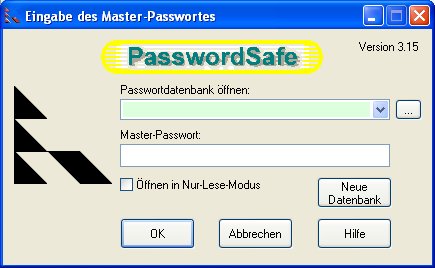 Eingabe des Master-Passwortes
PasswordSafe
Version 3.15
Passwortdatenbank öffnen:
...
Master-Passwort:
Öffnen in Nur-Lese-Modus
Neue
Datenbank
OK
Abbrechen
Hilfe